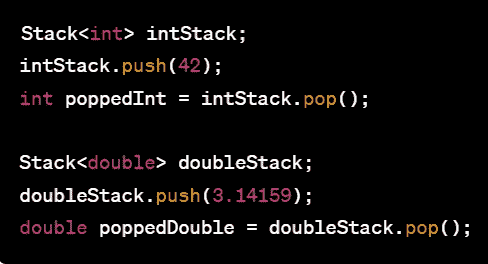 Stack<int> intStack;
intStack.push(42);
int poppedInt = intStack.pop();
Stack<double> doubleStack;
doubleStack.push(3.14159);
double poppedDouble = doubleStack.pop();